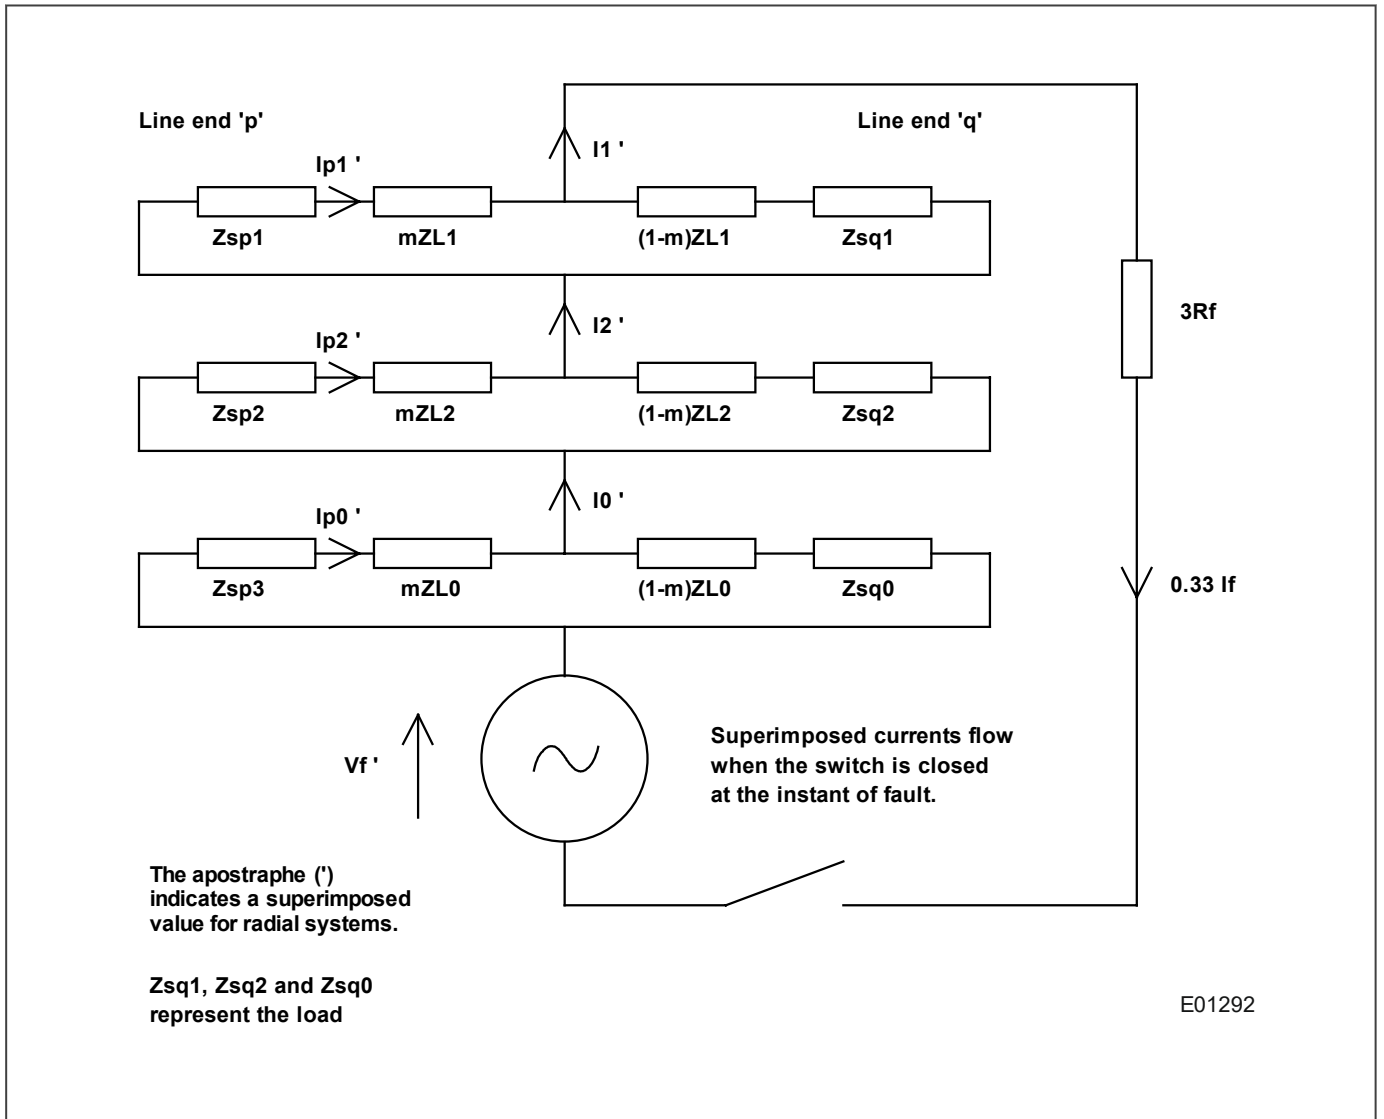 Line end 'p'
Line end 'q'
Ip1 '
I1 '
Zsp1
mZL1
(1-m)ZL1
Zsq1
Ip2 '
I2 '
3Rf
Zsp2
mZL2
(1-m)ZL2
Zsq2
Ip0 '
I0 '
Zsp3
mZL0
(1-m)ZL0
Zsq0
0.33 If
Vf '
Superimposed currents flow
when the switch is closed
at the instant of fault.
The apostraphe (')
indicates a superimposed
value for radial systems.
Zsq1, Zsq2 and Zsq0
represent the load
E01292